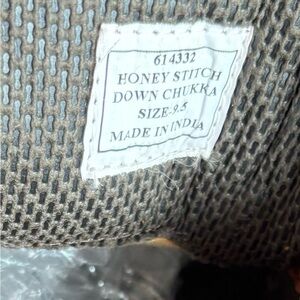 614332
HONEY STITCH
DOWN CHUKKA
SIZE-9.5
MADE IN INDIA